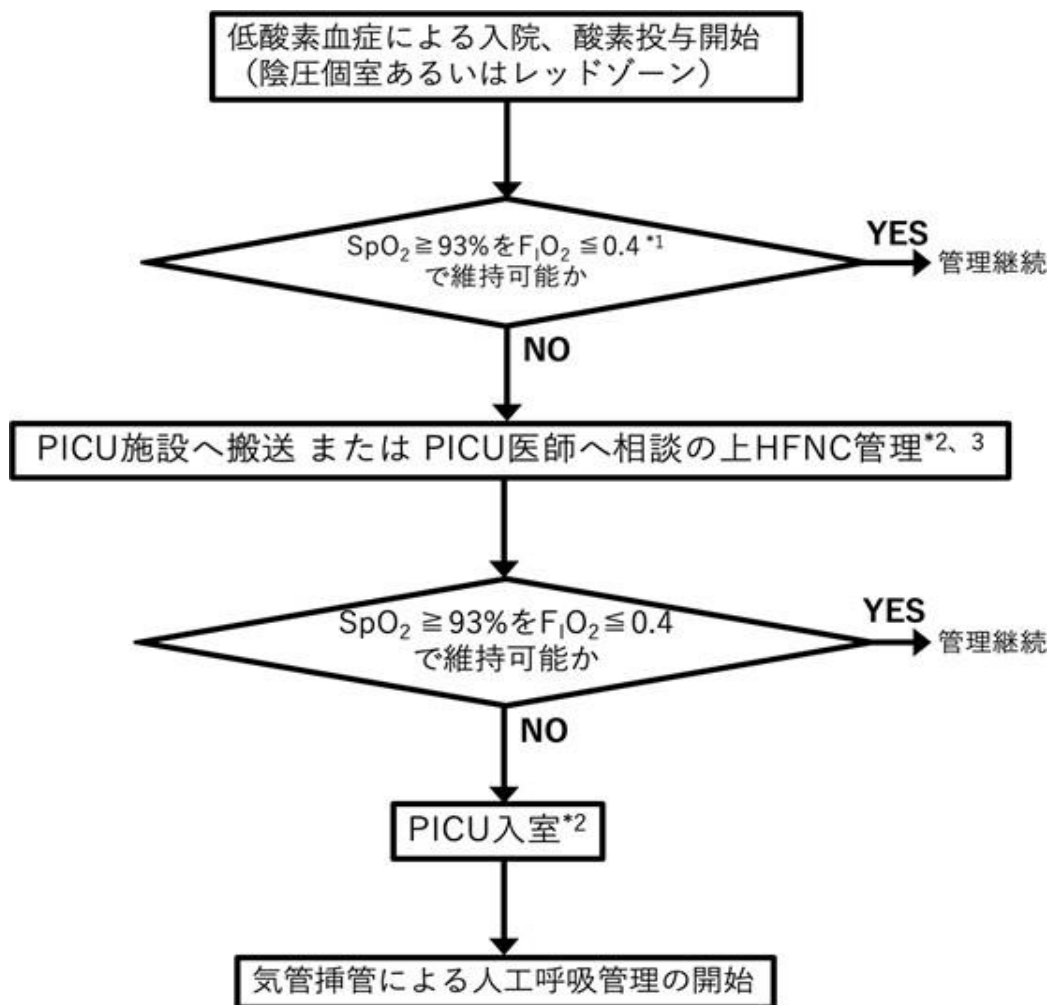 低酸素血症による入院、酸素投与開始
（陰圧個室あるいはレッドゾーン）
SpO₂≧93%をFIO₂≦0.4 *1
で維持可能か
YES
管理継続
NO
PICU施設へ搬送 または PICU医師へ相談の上HFNC管理*2、3
SpO₂ ≧93%をFIO₂≦0.4
で維持可能か
YES
管理継続
NO
PICU入室*2
気管挿管による人工呼吸管理の開始